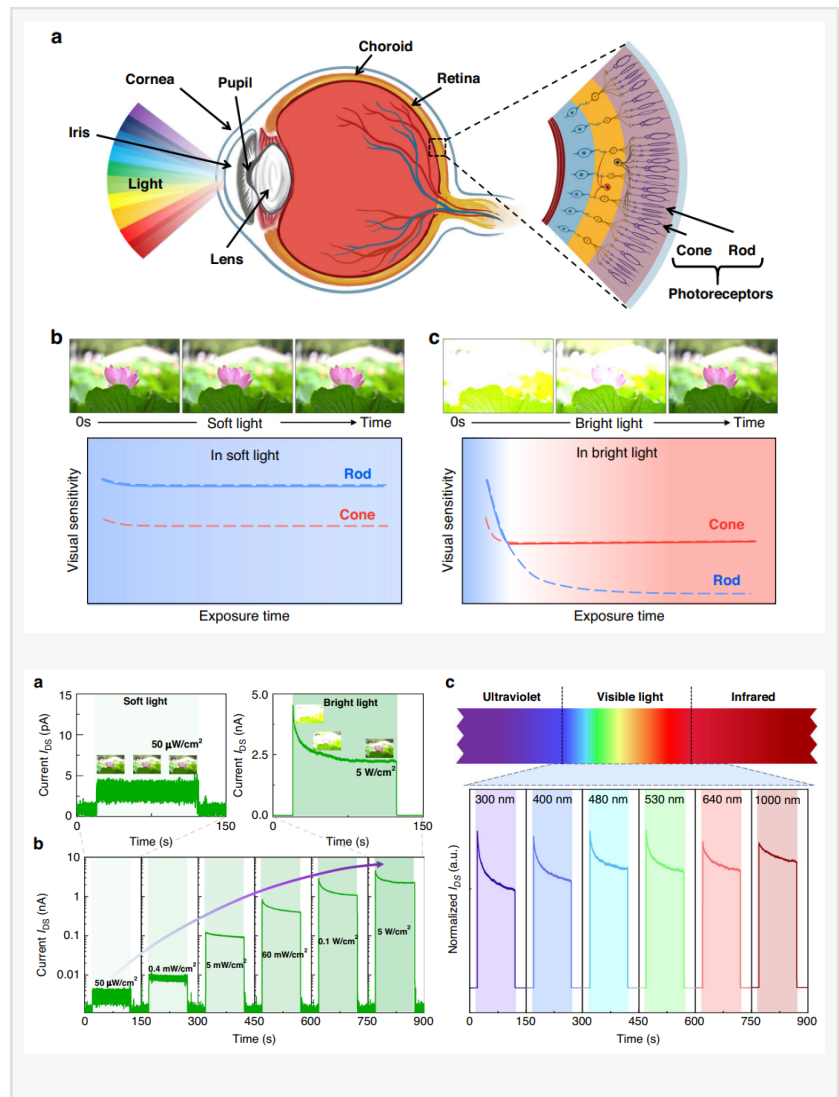 a
Choroid
Retina
Cornea
Pupil
Iris
Light
Lens
Cone Rod
Photoreceptors
b
0s Soft light Time
In soft light
Rod
Cone
Visual sensitivity
Exposure time
c
0s Bright light Time
In bright light
Cone
Rod
Visual sensitivity
Exposure time
a
Soft light
50 μW/cm²
Current IDS (pA)
15
10
5
0
0 150
Time (s)
Bright light
5 W/cm²
Current IDS (nA)
5.0
2.5
0.0
0 150
Time (s)
b
Current IDS (nA)
10
1
0.1
0.01
50 μW/cm²
0.4 mW/cm²
5 mW/cm²
60 mW/cm²
0.1 W/cm²
5 W/cm²
0 150 300 450 600 750 900
Time (s)
c
Ultraviolet Visible light Infrared
300 nm 400 nm 480 nm 530 nm 640 nm 1000 nm
Normalized IDS (a.u.)
0 150 300 450 600 750 900
Time (s)